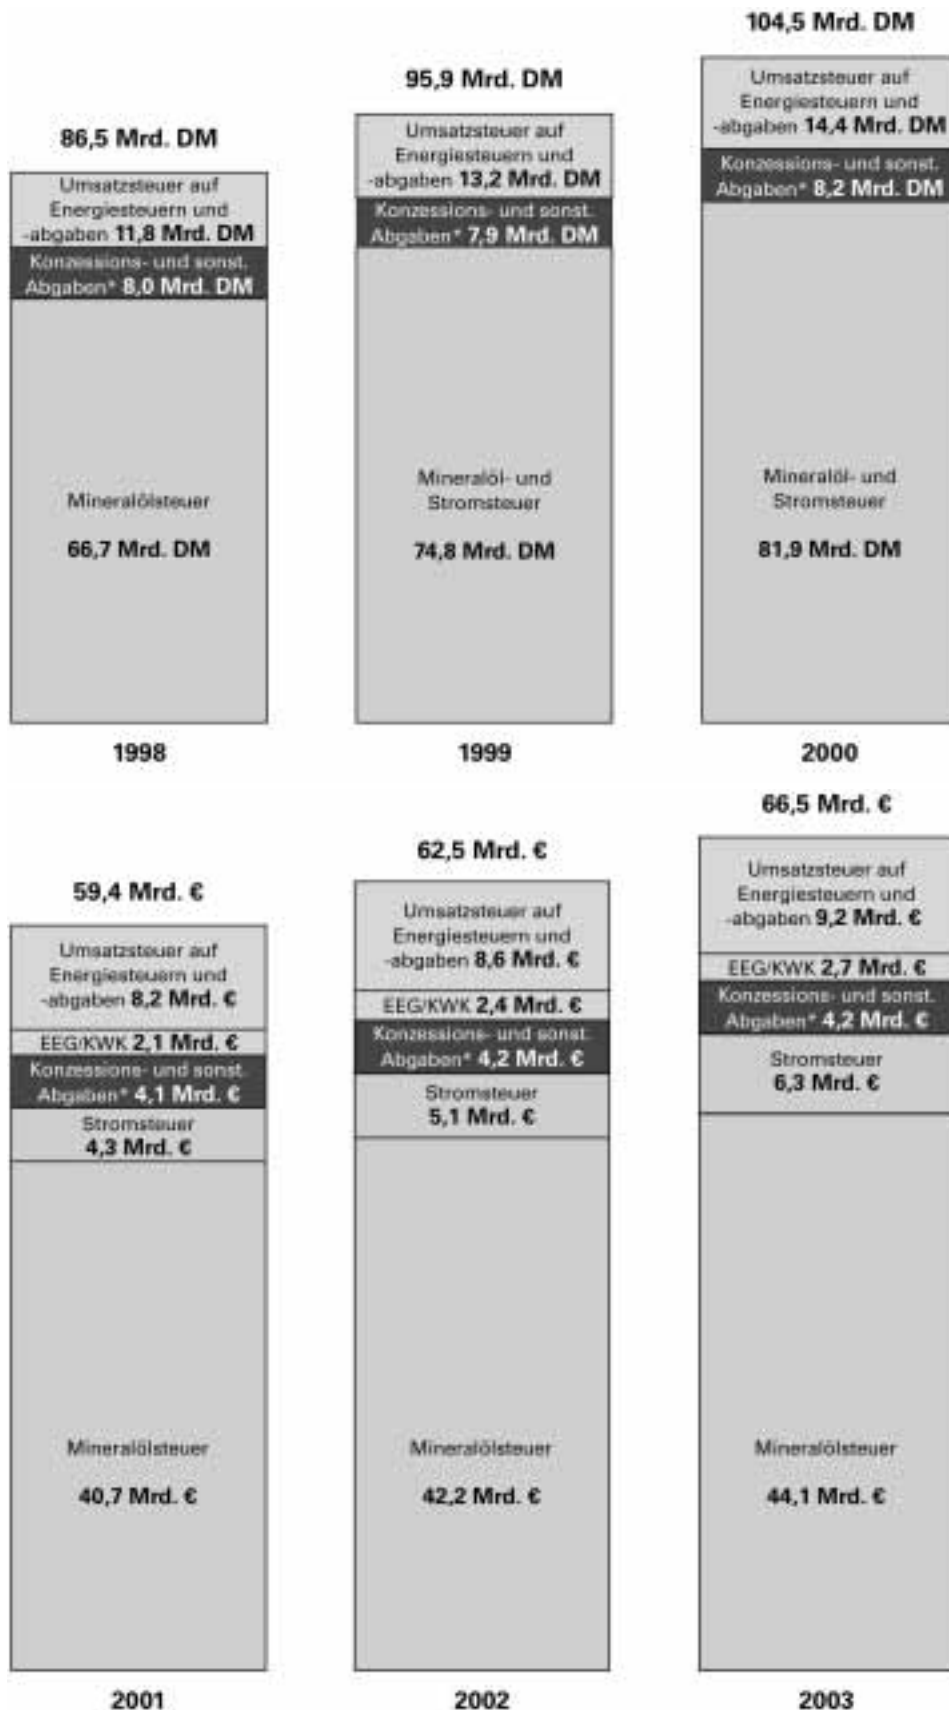 86,5 Mrd. DM
Umsatzsteuer auf
Energiesteuern und
-abgaben 11,8 Mrd. DM
Konzessions- und sonst.
Abgaben* 8,0 Mrd. DM
Mineralölsteuer
66,7 Mrd. DM
1998
95,9 Mrd. DM
Umsatzsteuer auf
Energiesteuern und
-abgaben 13,2 Mrd. DM
Konzessions- und sonst.
Abgaben* 7,9 Mrd. DM
Mineralöl- und
Stromsteuer
74,8 Mrd. DM
1999
104,5 Mrd. DM
Umsatzsteuer auf
Energiesteuern und
-abgaben 14,4 Mrd. DM
Konzessions- und sonst.
Abgaben* 8,2 Mrd. DM
Mineralöl- und
Stromsteuer
81,9 Mrd. DM
2000
59,4 Mrd. €
Umsatzsteuer auf
Energiesteuern und
-abgaben 8,2 Mrd. €
EEG/KWK 2,1 Mrd. €
Konzessions- und sonst.
Abgaben* 4,1 Mrd. €
Stromsteuer
4,3 Mrd. €
Mineralölsteuer
40,7 Mrd. €
2001
62,5 Mrd. €
Umsatzsteuer auf
Energiesteuern und
-abgaben 8,6 Mrd. €
EEG/KWK 2,4 Mrd. €
Konzessions- und sonst.
Abgaben* 4,2 Mrd. €
Stromsteuer
5,1 Mrd. €
Mineralölsteuer
42,2 Mrd. €
2002
66,5 Mrd. €
Umsatzsteuer auf
Energiesteuern und
-abgaben 9,2 Mrd. €
EEG/KWK 2,7 Mrd. €
Konzessions- und sonst.
Abgaben* 4,2 Mrd. €
Stromsteuer
6,3 Mrd. €
Mineralölsteuer
44,1 Mrd. €
2003